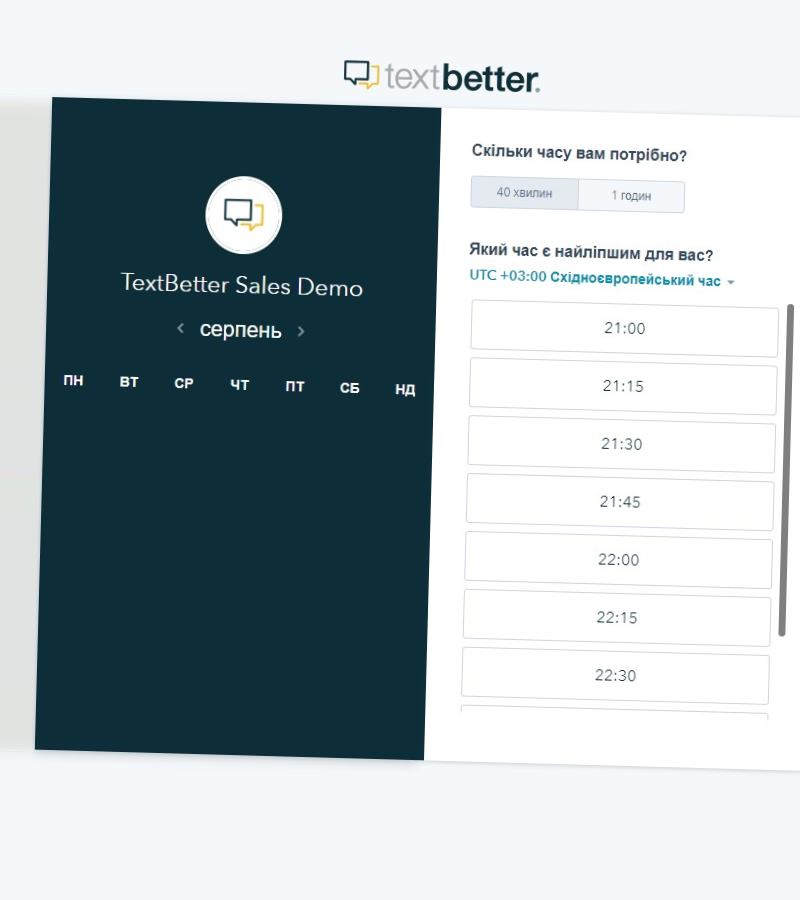 textbetter.
TextBetter Sales Demo
серпень
ПН ВТ СР ЧТ ПТ СБ НД
Скільки часу вам потрібно?
40 хвилин 1 годин
Який час є найліпшим для вас?
UTC +03:00 Східноєвропейський час
21:00
21:15
21:30
21:45
22:00
22:15
22:30